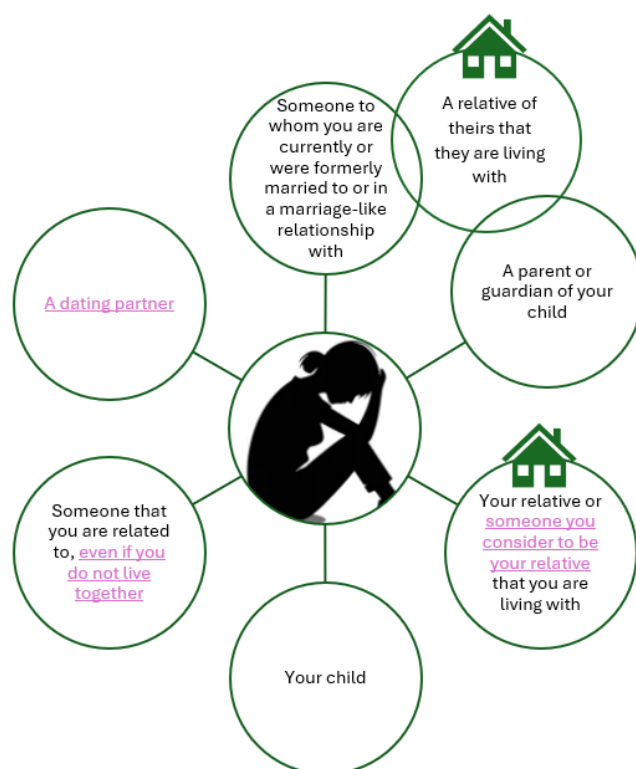 Someone to
whom you are
currently or
were formerly
married to or in
a marriage-like
relationship
with
A relative of
theirs that
they are living
with
A parent or
guardian of your
child
A dating partner
Someone that
you are related
to, even if you
do not live
together
Your relative or
someone you
consider to be
your relative
that you are
living with
Your child